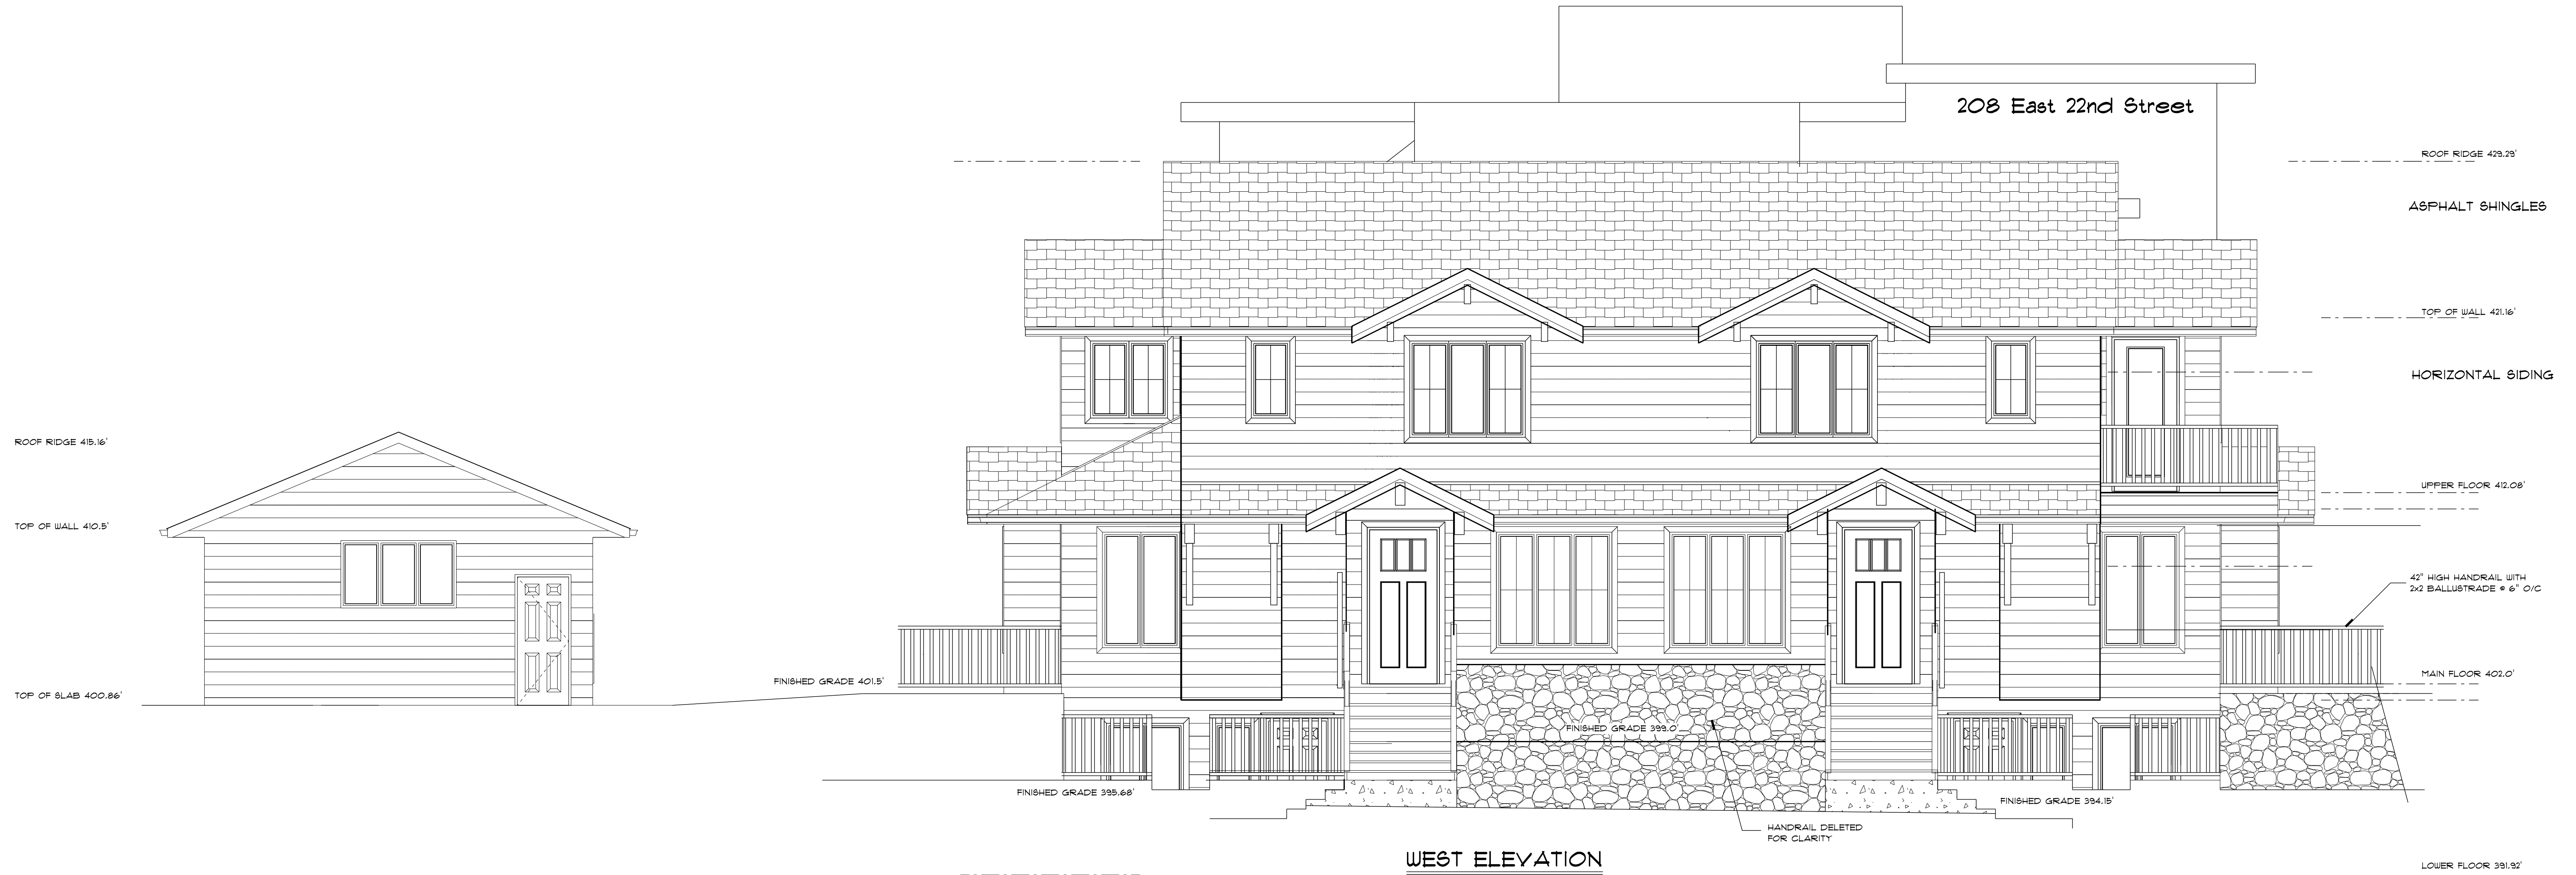 208 East 22nd Street
ROOF RIDGE 429.29'
ASPHALT SHINGLES
TOP OF WALL 421.16'
HORIZONTAL SIDING
ROOF RIDGE 415.16'
UPPER FLOOR 412.08'
TOP OF WALL 410.5'
42" HIGH HANDRAIL WITH
2x2 BALLUSTRADE @ 6" O/C
MAIN FLOOR 402.0'
FINISHED GRADE 401.5'
TOP OF SLAB 400.86'
FINISHED GRADE 399.0'
FINISHED GRADE 395.68'
FINISHED GRADE 394.15'
HANDRAIL DELETED
FOR CLARITY
WEST ELEVATION
LOWER FLOOR 391.92'